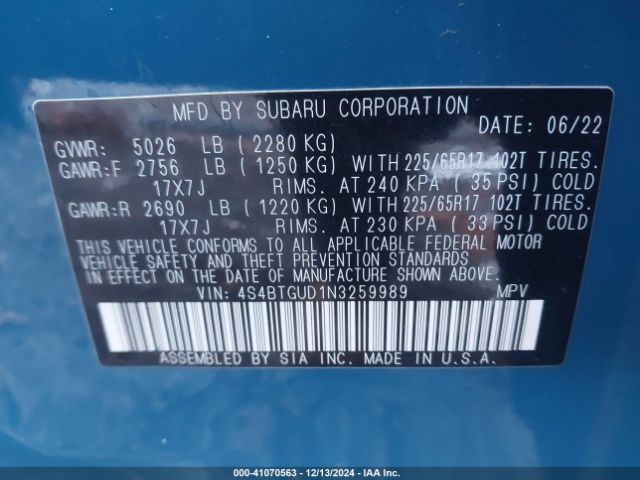 MFD BY SUBARU CORPORATION
DATE: 06/22
GVWR: 5026 LB ( 2280 KG)
GAWR:F 2756 LB ( 1250 KG) WITH 225/65R17 102T TIRES.
17X7J RIMS. AT 240 KPA ( 35 PSI) COLD
GAWR:R 2690 LB ( 1220 KG) WITH 225/65R17 102T TIRES.
17X7J RIMS. AT 230 KPA ( 33 PSI) COLD
THIS VEHICLE CONFORMS TO ALL APPLICABLE FEDERAL MOTOR
VEHICLE SAFETY AND THEFT PREVENTION STANDARDS
IN EFFECT ON THE DATE OF MANUFACTURE SHOWN ABOVE.
VIN: 4S4BTGUD1N3259989 MPV
ASSEMBLED BY SIA INC. MADE IN U.S.A.
000-41070563 - 12/13/2024 - IAA Inc.